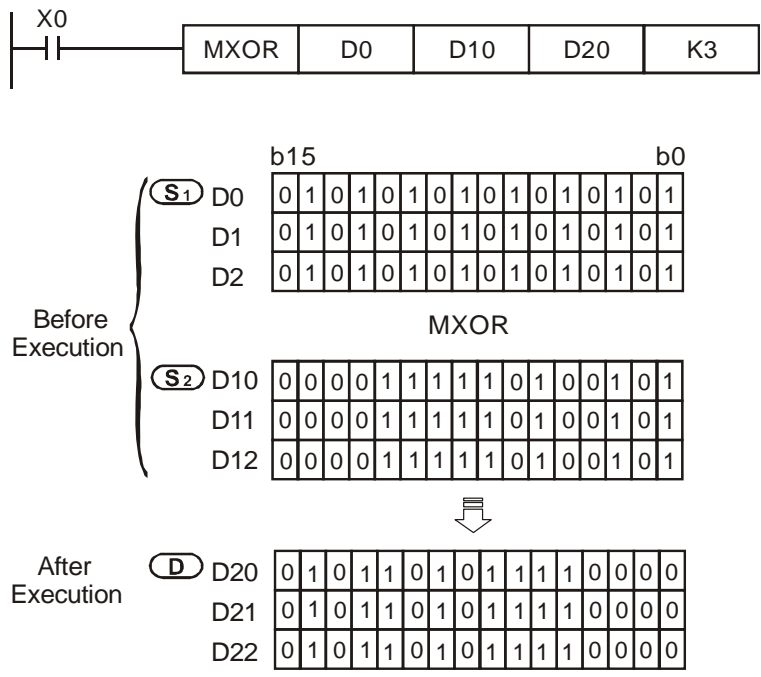 X0
MXOR D0 D10 D20 K3
b15 b0
S1 D0 0 1 0 1 0 1 0 1 0 1 0 1 0 1 0 1
D1 0 1 0 1 0 1 0 1 0 1 0 1 0 1 0 1
D2 0 1 0 1 0 1 0 1 0 1 0 1 0 1 0 1
Before
Execution
MXOR
S2 D10 0 0 0 0 1 1 1 1 1 0 1 0 0 1 0 1
D11 0 0 0 0 1 1 1 1 1 0 1 0 0 1 0 1
D12 0 0 0 0 1 1 1 1 1 0 1 0 0 1 0 1
After
Execution
D D20 0 1 0 1 1 0 1 0 1 1 1 1 0 0 0 0
D21 0 1 0 1 1 0 1 0 1 1 1 1 0 0 0 0
D22 0 1 0 1 1 0 1 0 1 1 1 1 0 0 0 0